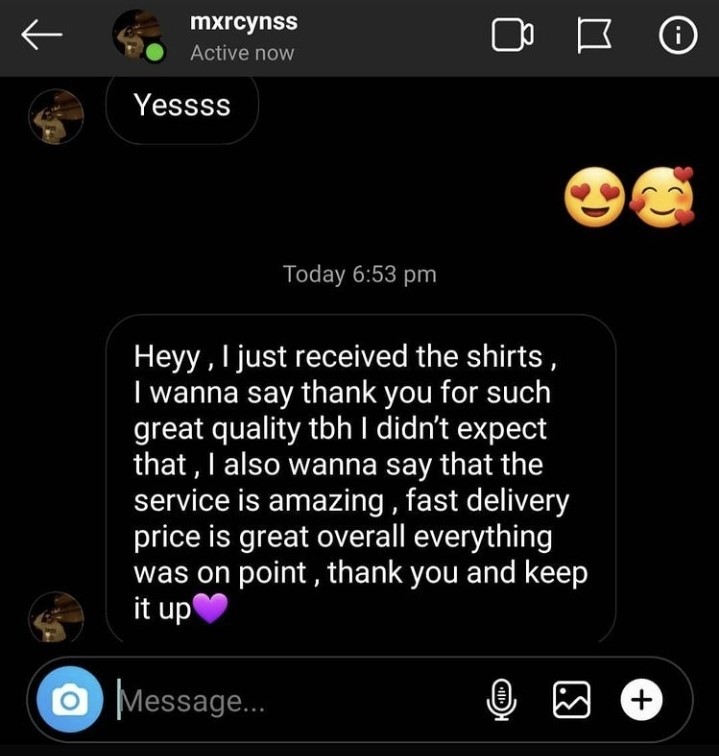 mxrcynss
Active now
Yessss
😍🥰
Today 6:53 pm
Heyy , I just received the shirts ,
I wanna say thank you for such
great quality tbh I didn't expect
that , I also wanna say that the
service is amazing , fast delivery
price is great overall everything
was on point , thank you and keep
it up💜
Message...